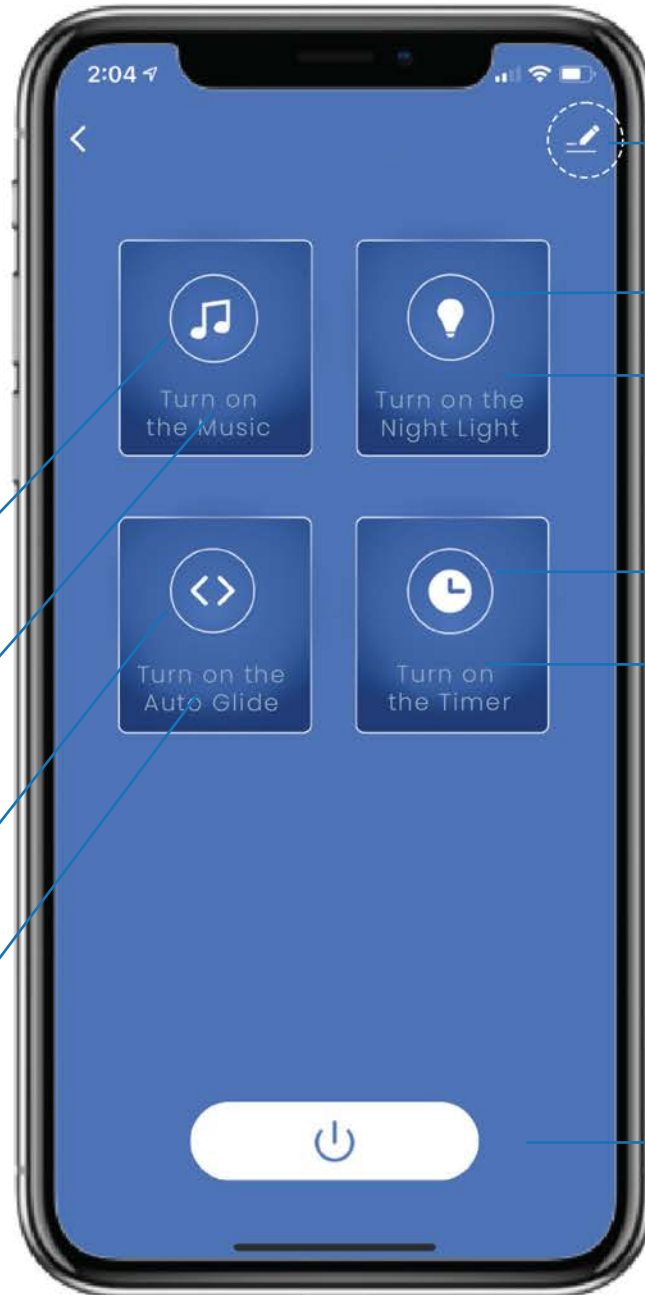 2:04
Turn on
the Music
Turn on the
Night Light
Turn on the
Auto Glide
Turn on
the Timer